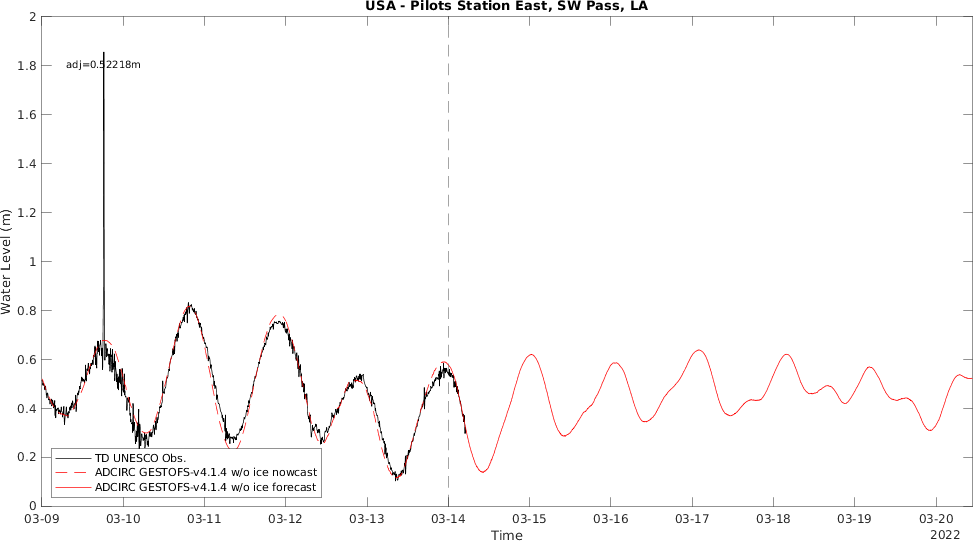 USA - Pilots Station East, SW Pass, LA
2
1.8
adj=0.52218m
1.6
1.4
1.2
1
0.8
0.6
0.4
0.2
0
Water Level (m)
TD UNESCO Obs.
ADCIRC GESTOFS-v4.1.4 w/o ice nowcast
ADCIRC GESTOFS-v4.1.4 w/o ice forecast
03-09 03-10 03-11 03-12 03-13 03-14 03-15 03-16 03-17 03-18 03-19 03-20
Time
2022